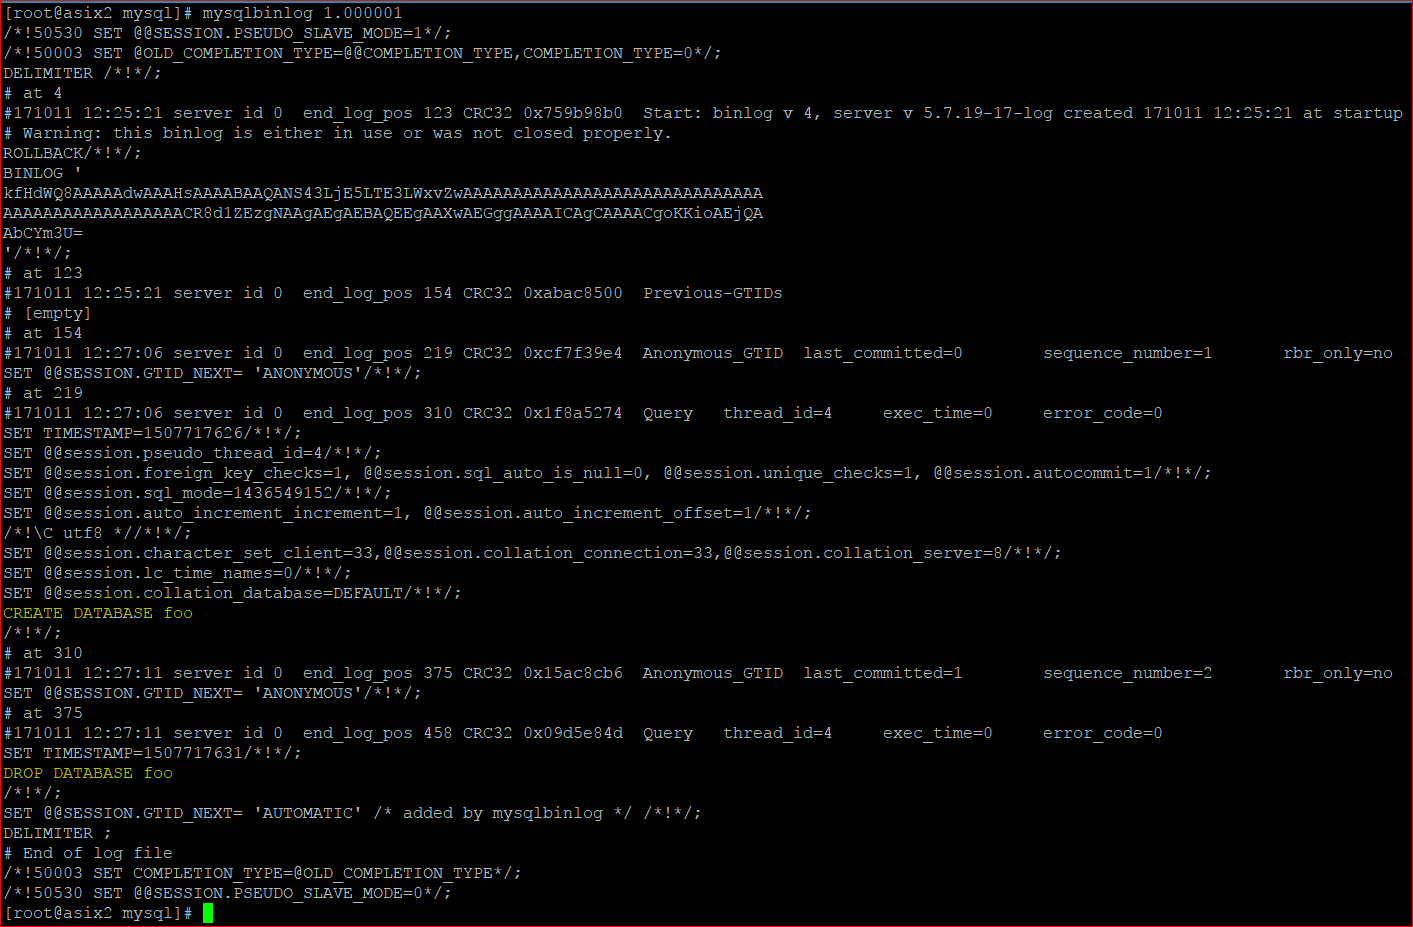 [root@asix2 mysql]# mysqlbinlog 1.000001
/*!50530 SET @@SESSION.PSEUDO_SLAVE_MODE=1*/;
/*!50003 SET @OLD_COMPLETION_TYPE=@@COMPLETION_TYPE,COMPLETION_TYPE=0*/;
DELIMITER /*!*/;
# at 4
#171011 12:25:21 server id 0  end_log_pos 123 CRC32 0x759b98b0  Start: binlog v 4, server v 5.7.19-17-log created 171011 12:25:21 at startup
# Warning: this binlog is either in use or was not closed properly.
ROLLBACK/*!*/;
BINLOG '
kfHdWQ8AAAAAdwAAAHsAAAABAAQANS43LjE5LTE3LWxvZwAAAAAAAAAAAAAAAAAAAAAAAAAAAAAA
AAAAAAAAAAAAAAAAAACR8d1ZEzgNAAgAEgAEBAQEEgAAXwAEGggAAAAICAgCAAAACgoKKioAEjQA
AbCYm3U=
'/*!*/;
# at 123
#171011 12:25:21 server id 0  end_log_pos 154 CRC32 0xabac8500  Previous-GTIDs
# [empty]
# at 154
#171011 12:27:06 server id 0  end_log_pos 219 CRC32 0xcf7f39e4  Anonymous_GTID  last_committed=0        sequence_number=1       rbr_only=no
SET @@SESSION.GTID_NEXT= 'ANONYMOUS'/*!*/;
# at 219
#171011 12:27:06 server id 0  end_log_pos 310 CRC32 0x1f8a5274  Query   thread_id=4     exec_time=0     error_code=0
SET TIMESTAMP=1507717626/*!*/;
SET @@session.pseudo_thread_id=4/*!*/;
SET @@session.foreign_key_checks=1, @@session.sql_auto_is_null=0, @@session.unique_checks=1, @@session.autocommit=1/*!*/;
SET @@session.sql_mode=1436549152/*!*/;
SET @@session.auto_increment_increment=1, @@session.auto_increment_offset=1/*!*/;
/*!\C utf8 *//*!*/;
SET @@session.character_set_client=33,@@session.collation_connection=33,@@session.collation_server=8/*!*/;
SET @@session.lc_time_names=0/*!*/;
SET @@session.collation_database=DEFAULT/*!*/;
CREATE DATABASE foo
/*!*/;
# at 310
#171011 12:27:11 server id 0  end_log_pos 375 CRC32 0x15ac8cb6  Anonymous_GTID  last_committed=1        sequence_number=2       rbr_only=no
SET @@SESSION.GTID_NEXT= 'ANONYMOUS'/*!*/;
# at 375
#171011 12:27:11 server id 0  end_log_pos 458 CRC32 0x09d5e84d  Query   thread_id=4     exec_time=0     error_code=0
SET TIMESTAMP=1507717631/*!*/;
DROP DATABASE foo
/*!*/;
SET @@SESSION.GTID_NEXT= 'AUTOMATIC' /* added by mysqlbinlog */ /*!*/;
DELIMITER ;
# End of log file
/*!50003 SET COMPLETION_TYPE=@OLD_COMPLETION_TYPE*/;
/*!50530 SET @@SESSION.PSEUDO_SLAVE_MODE=0*/;
[root@asix2 mysql]#